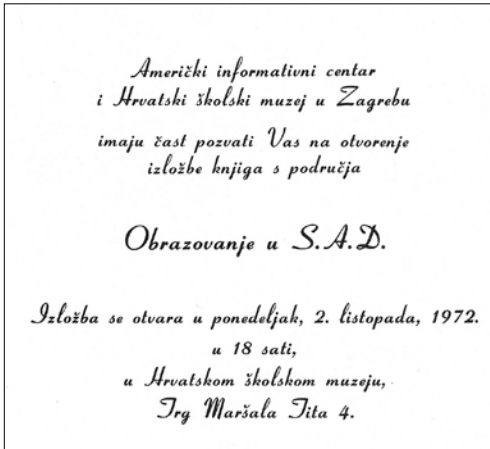 Američki informativni centar
i Hrvatski školski muzej u Zagrebu
imaju čast pozvati Vas na otvorenje
izložbe knjiga s područja
Obrazovanje u S.A.D.
Izložba se otvara u ponedeljak, 2. listopada, 1972.
u 18 sati,
u Hrvatskom školskom muzeju,
Trg Maršala Tita 4.